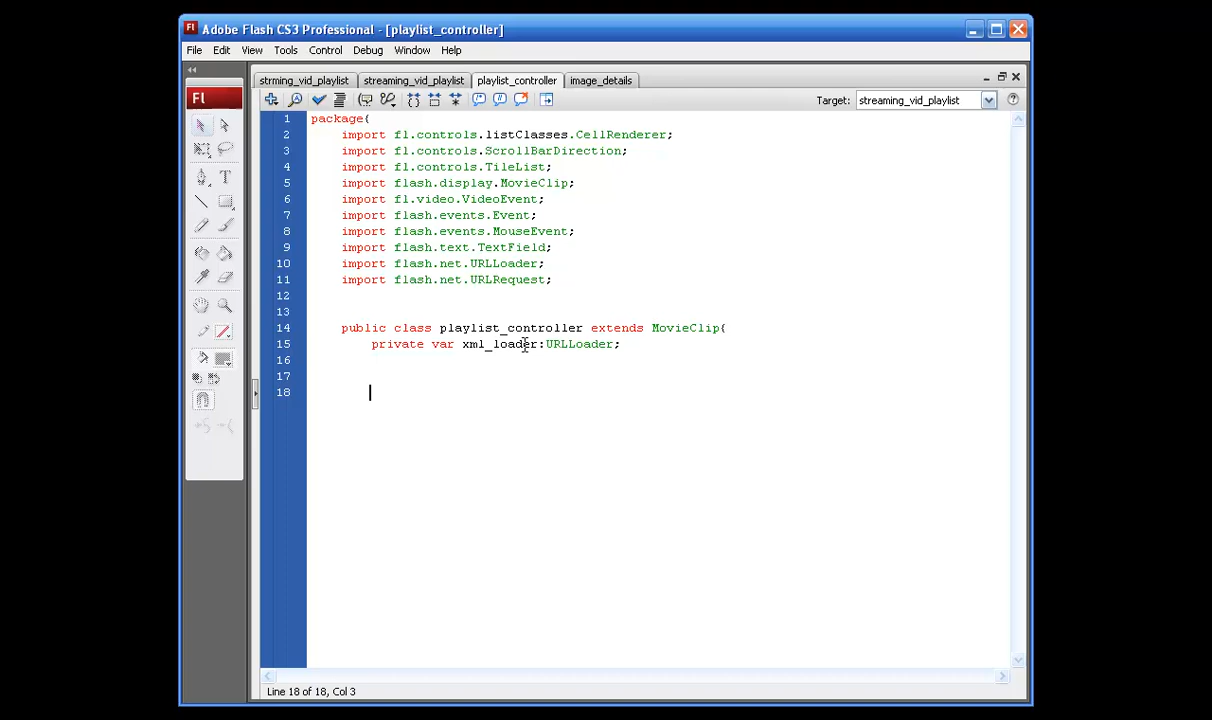 Fl Adobe Flash CS3 Professional - [playlist_controller]
File Edit View Tools Control Debug Window Help
strming_vid_playlist streaming_vid_playlist playlist_controller image_details
Fl
Target: streaming_vid_playlist
1 package{
2 import fl.controls.listClasses.CellRenderer;
3 import fl.controls.ScrollBarDirection;
4 import fl.controls.TileList;
5 import flash.display.MovieClip;
6 import fl.video.VideoEvent;
7 import flash.events.Event;
8 import flash.events.MouseEvent;
9 import flash.text.TextField;
10 import flash.net.URLLoader;
11 import flash.net.URLRequest;
12
13
14 public class playlist_controller extends MovieClip{
15 private var xml_loader:URLLoader;
16
17
18
Line 18 of 18, Col 3